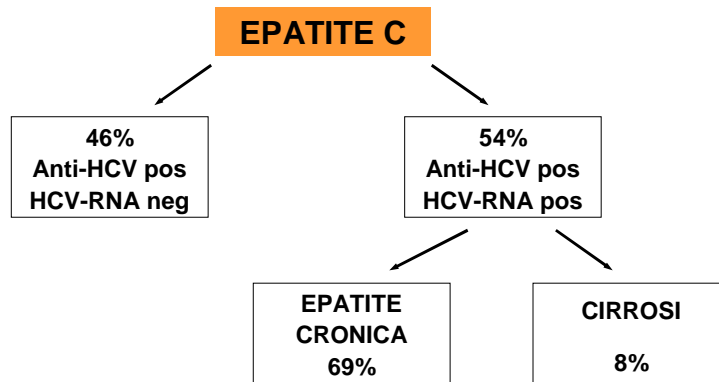 EPATITE C
46%
Anti-HCV pos
HCV-RNA neg
54%
Anti-HCV pos
HCV-RNA pos
EPATITE
CRONICA
69%
CIRROSI
8%